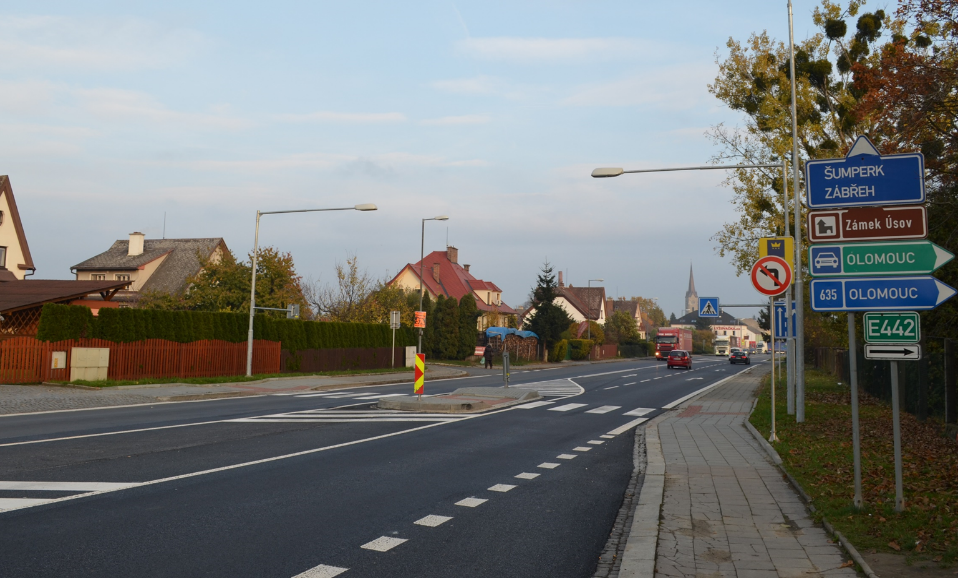 ŠUMPERK
ZÁBŘEH
Zámek Úsov
OLOMOUC
635 OLOMOUC
E442